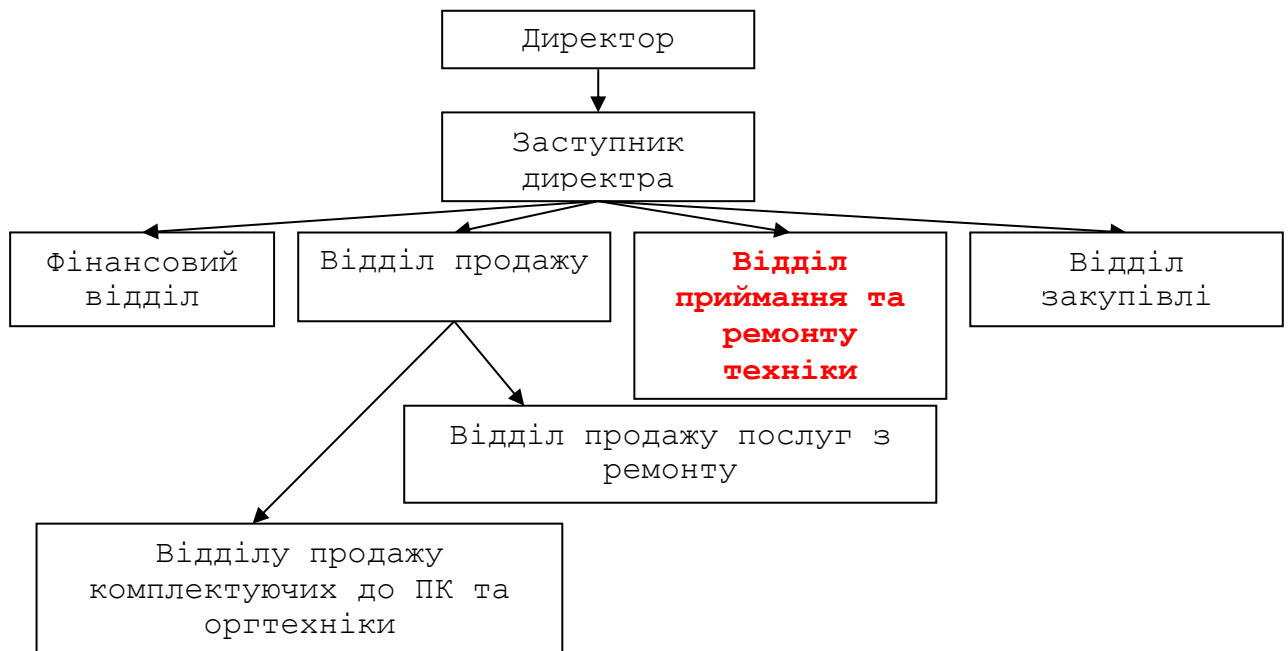 Директор
Заступник
директра
Фінансовий
відділ
Відділ продажу
Відділ
приймання та
ремонту
техніки
Відділ
закупівлі
Відділ продажу послуг з
ремонту
Відділу продажу
комплектуючих до ПК та
оргтехніки